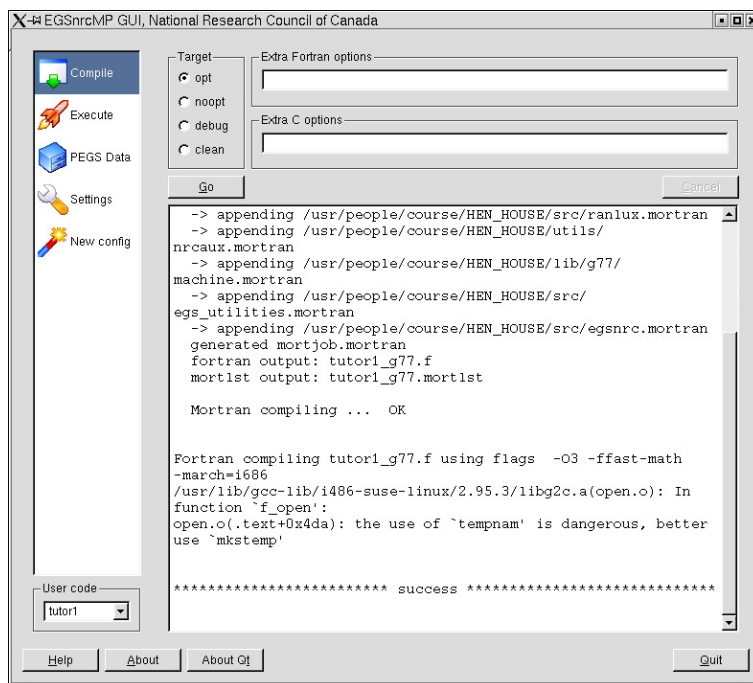 EGSnrcMP GUI, National Research Council of Canada
Compile
Execute
PEGS Data
Settings
New config
Target
opt
noopt
debug
clean
Extra Fortran options
Extra C options
Go
Cancel
-> appending /usr/people/course/HEN_HOUSE/src/ranlux.mortran
-> appending /usr/people/course/HEN_HOUSE/utils/
nrcaux.mortran
-> appending /usr/people/course/HEN_HOUSE/lib/g77/
machine.mortran
-> appending /usr/people/course/HEN_HOUSE/src/
egs_utilities.mortran
-> appending /usr/people/course/HEN_HOUSE/src/egsnrc.mortran
generated mortjob.mortran
fortran output: tutor1_g77.f
mortlst output: tutor1_g77.mortlst
Mortran compiling ... OK
Fortran compiling tutor1_g77.f using flags -O3 -ffast-math
-march=i686
/usr/lib/gcc-lib/i486-suse-linux/2.95.3/libg2c.a(open.o): In
function `f_open':
open.o(.text+0x4da): the use of `tempnam' is dangerous, better
use `mkstemp'
************************* success *****************************
User code
tutor1
Help
About
About Qt
Quit